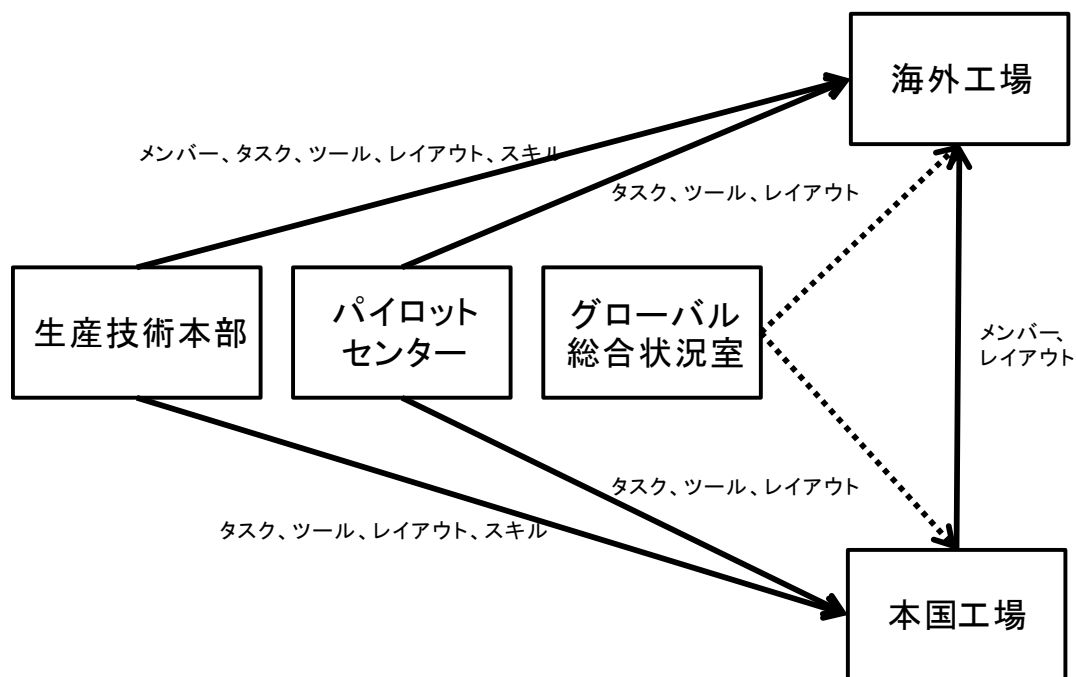 海外工場
メンバー、タスク、ツール、レイアウト、スキル
タスク、ツール、レイアウト
生産技術本部
パイロット
センター
グローバル
総合状況室
メンバー、
レイアウト
タスク、ツール、レイアウト
タスク、ツール、レイアウト、スキル
本国工場